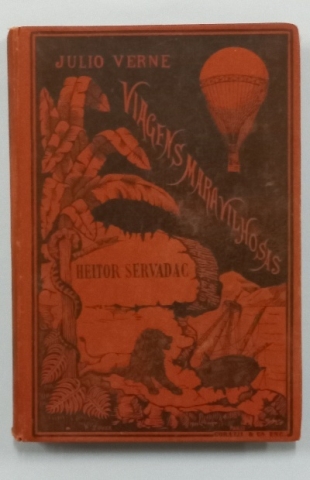 JULIO VERNE
VIAGENS MARAVILHOSAS
HEITOR SERVADAC